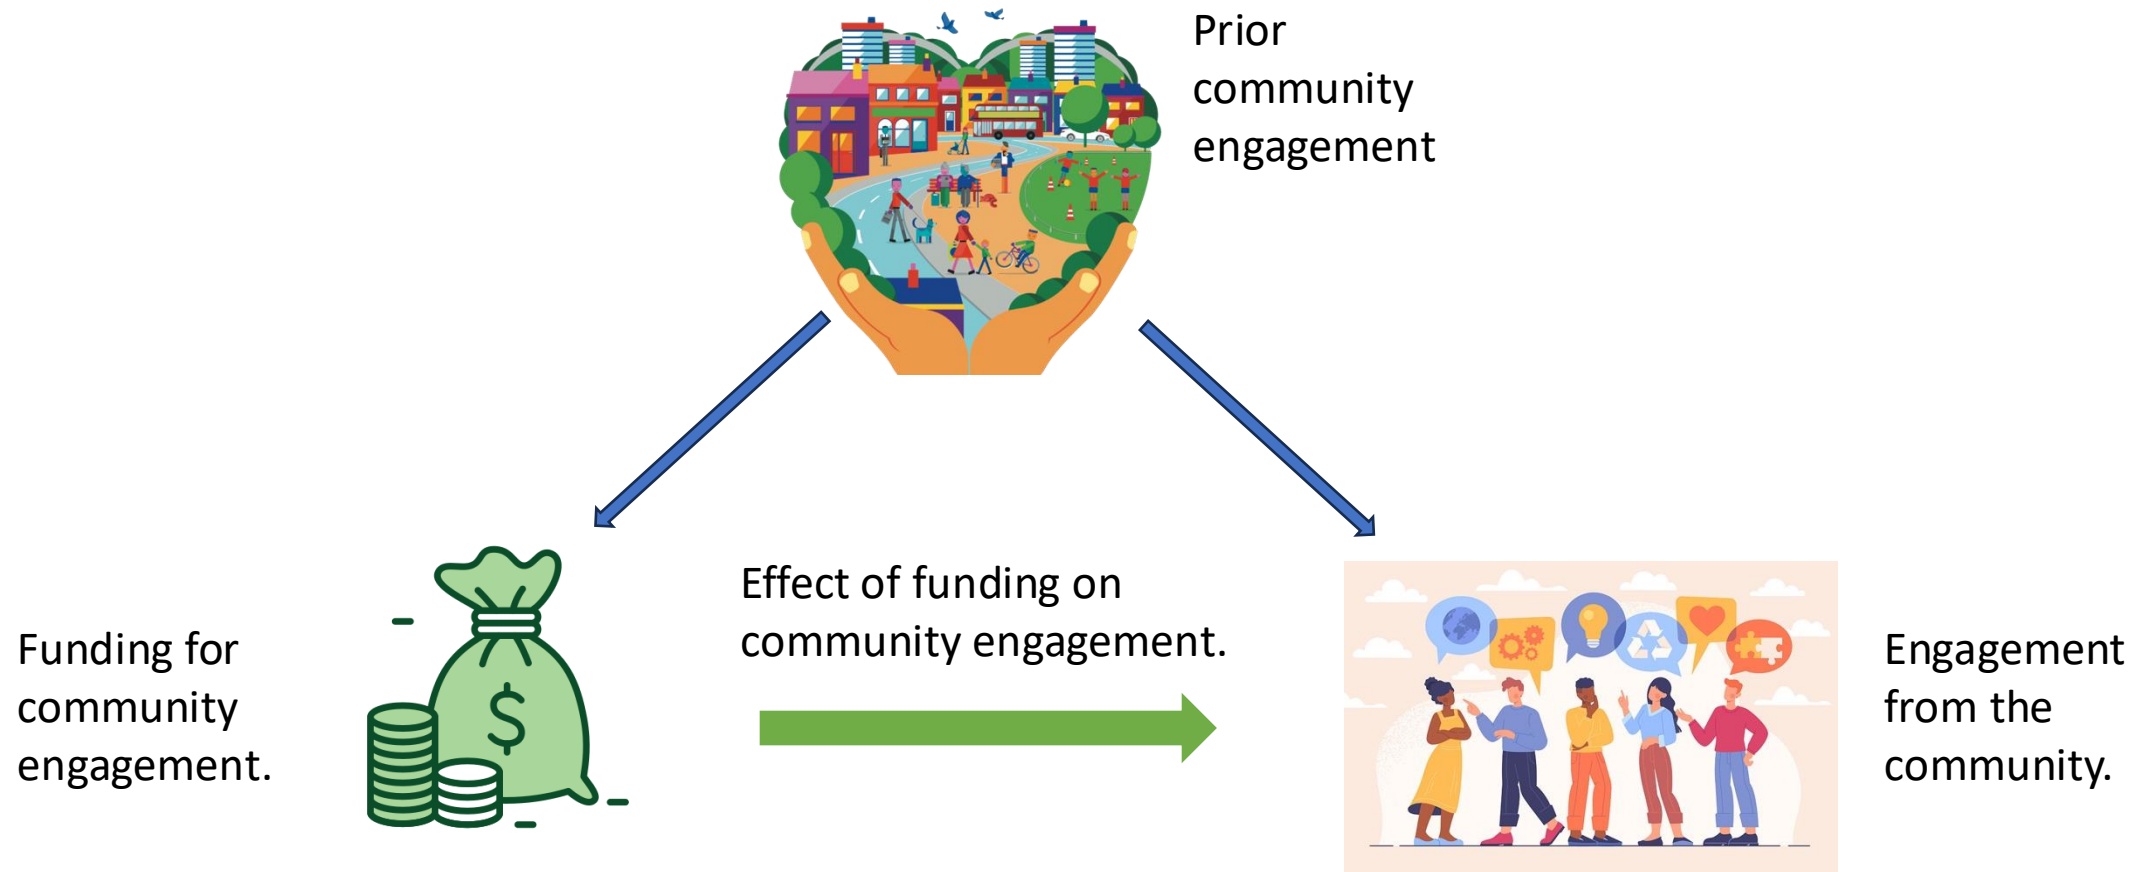 Prior
community
engagement
Effect of funding on
community engagement.
Funding for
community
engagement.
$
Engagement
from the
community.